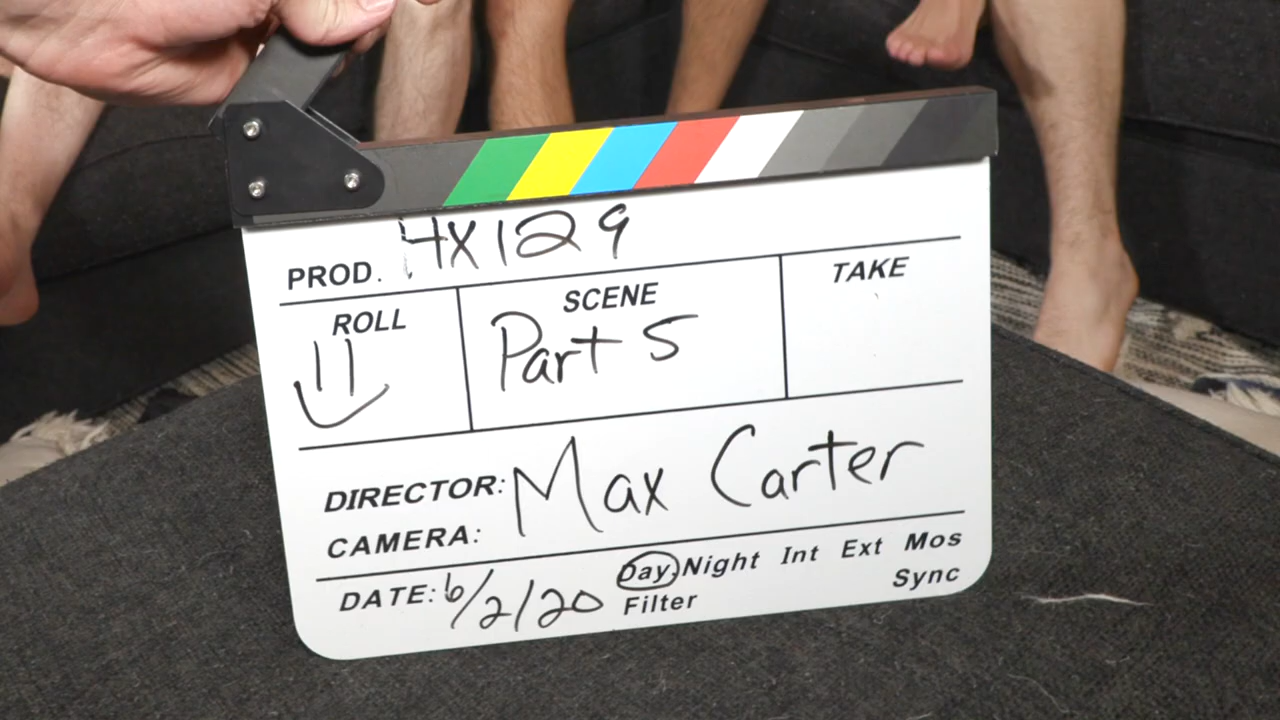 PROD. HX129
ROLL 11
SCENE Part 5
TAKE
DIRECTOR: Max Carter
CAMERA:
DATE: 6/2/20 Day Night Int Ext Mos
Filter Sync